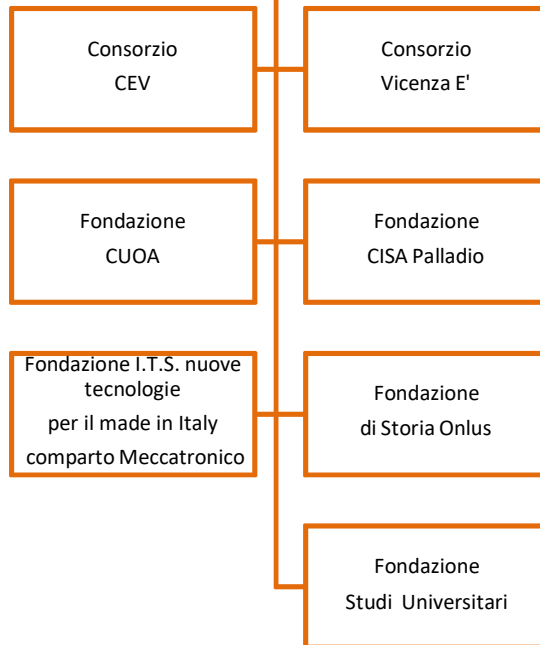 Consorzio
CEV
Consorzio
Vicenza E'
Fondazione
CUOA
Fondazione
CISA Palladio
Fondazione I.T.S. nuove
tecnologie
per il made in Italy
comparto Meccatronico
Fondazione
di Storia Onlus
Fondazione
Studi Universitari